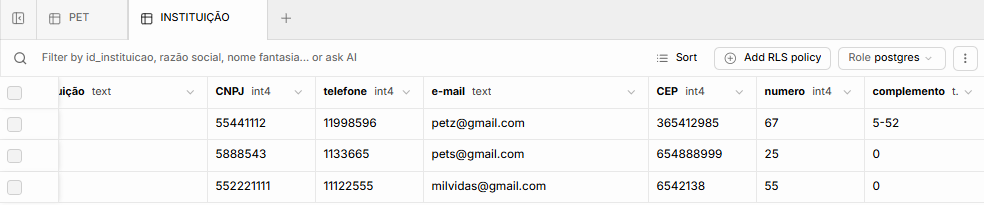 PET INSTITUIÇÃO
Filter by id_instituicao, razão social, nome fantasia... or ask AI Sort Add RLS policy Role postgres
uição text CNPJ int4 telefone int4 e-mail text CEP int4 numero int4 complemento t.
55441112 11998596 petz@gmail.com 365412985 67 5-52
5888543 1133665 pets@gmail.com 654888999 25 0
552221111 11122555 milvidas@gmail.com 6542138 55 0